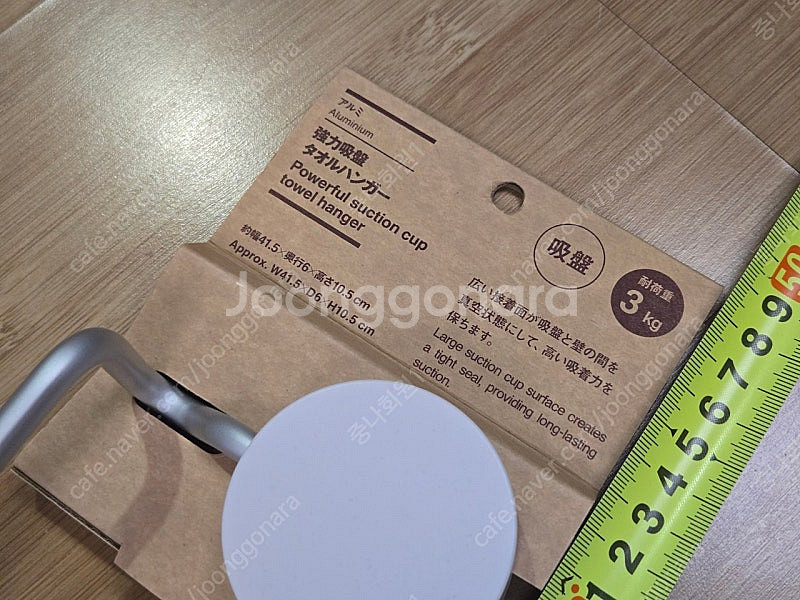 アルミ
Aluminium
強力吸盤
タオルハンガー
Powerful suction cup
towel hanger
約幅41.5×奥行6×高さ10.5 cm
Approx. W41.5×D6×H10.5 cm
吸盤
耐荷重
3 kg
広い接着面が吸盤と壁の間を
真空状態にして、高い吸着力を
保ちます。
Large suction cup surface creates
a tight seal, providing long-lasting
suction.
Joonggonara
cafe.naver.com/joonggonara
중나회원1
1 2 3 4 5 6 7 8 9 50